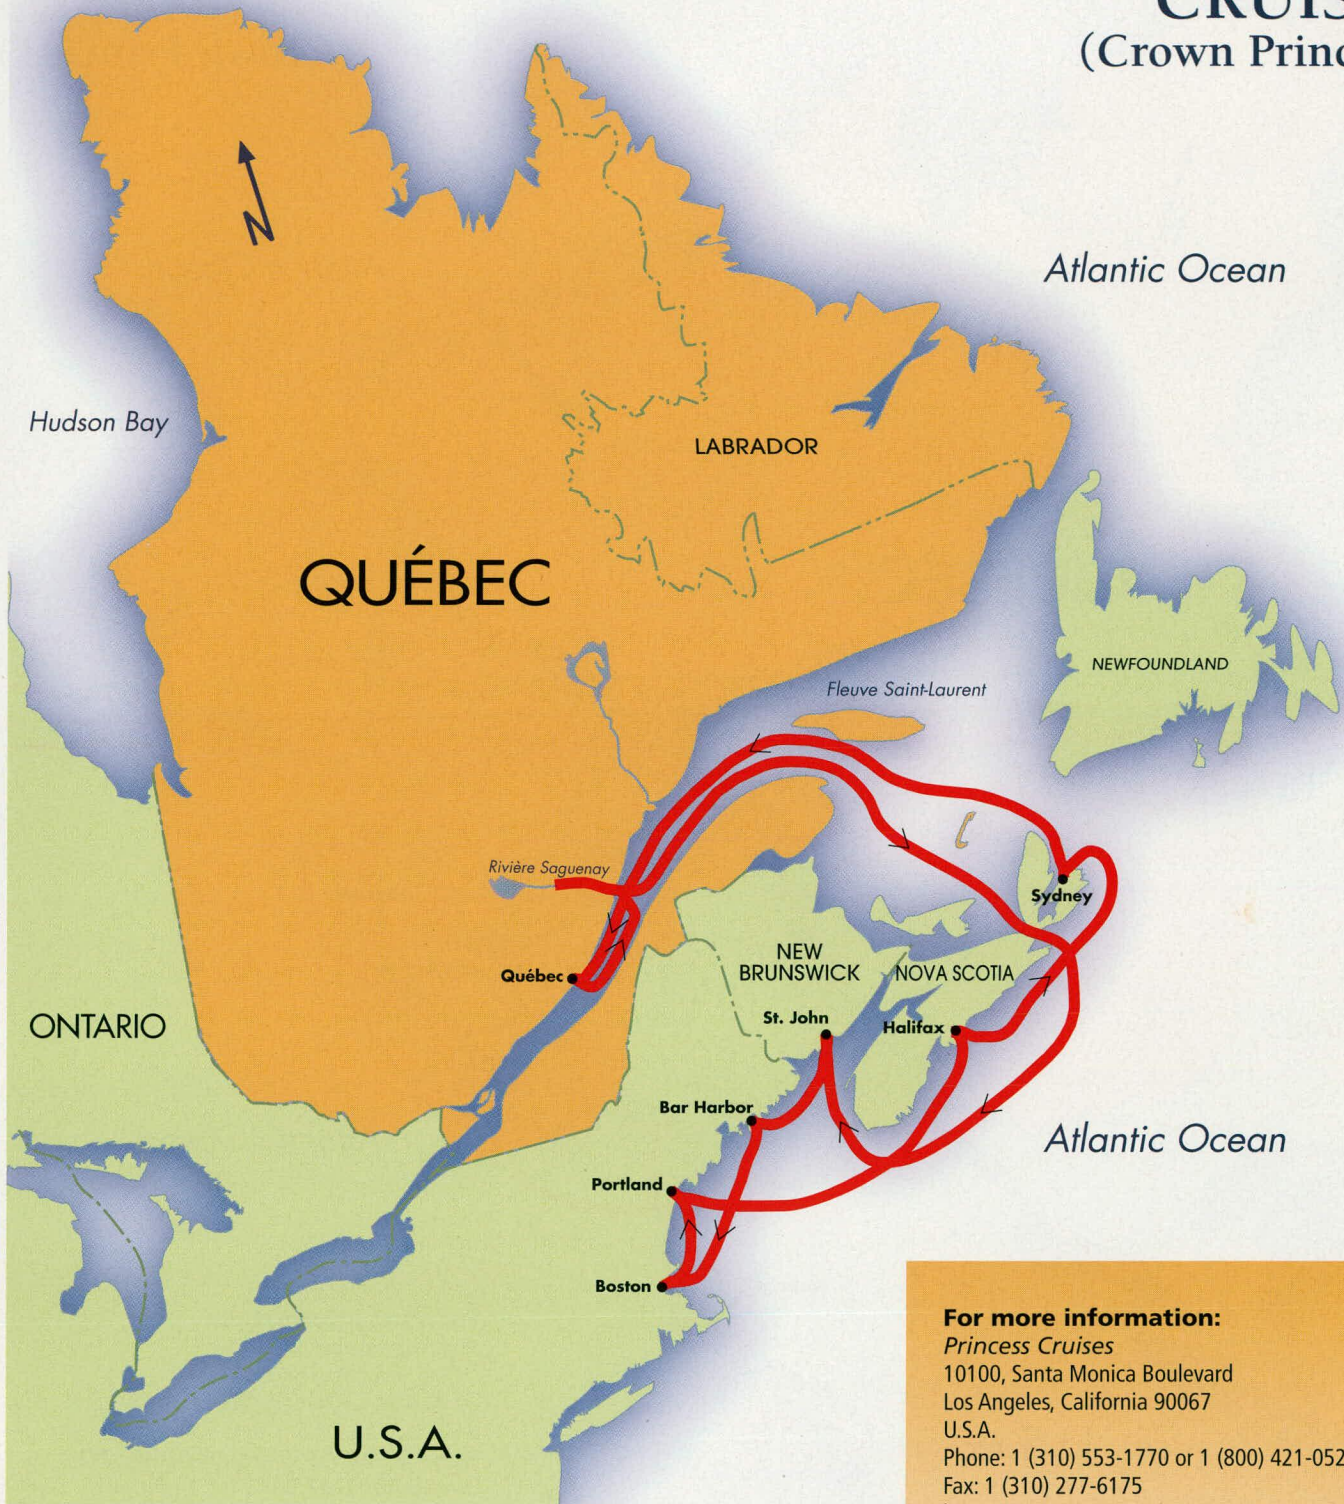 CRUIS
(Crown Princ
N
Atlantic Ocean
Hudson Bay
LABRADOR
QUÉBEC
NEWFOUNDLAND
Fleuve Saint-Laurent
Rivière Saguenay
Sydney
NEW
BRUNSWICK
NOVA SCOTIA
Québec
St. John
Halifax
ONTARIO
Bar Harbor
Atlantic Ocean
Portland
Boston
U.S.A.
For more information:
Princess Cruises
10100, Santa Monica Boulevard
Los Angeles, California 90067
U.S.A.
Phone: 1 (310) 553-1770 or 1 (800) 421-052
Fax: 1 (310) 277-6175